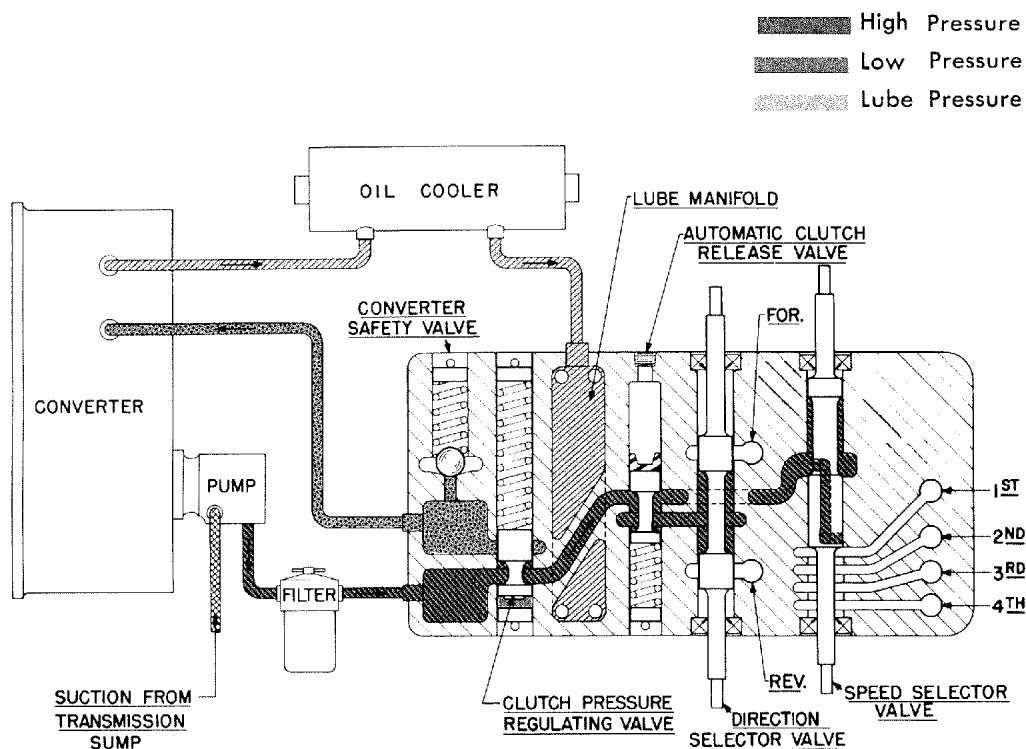 High Pressure
Low Pressure
Lube Pressure
OIL COOLER
LUBE MANIFOLD
AUTOMATIC CLUTCH
RELEASE VALVE
CONVERTER
SAFETY VALVE
FOR.
CONVERTER
PUMP
1ST
2ND
3RD
4TH
FILTER
SUCTION FROM
TRANSMISSION
SUMP
CLUTCH PRESSURE
REGULATING VALVE
REV.
DIRECTION
SELECTOR VALVE
SPEED SELECTOR
VALVE